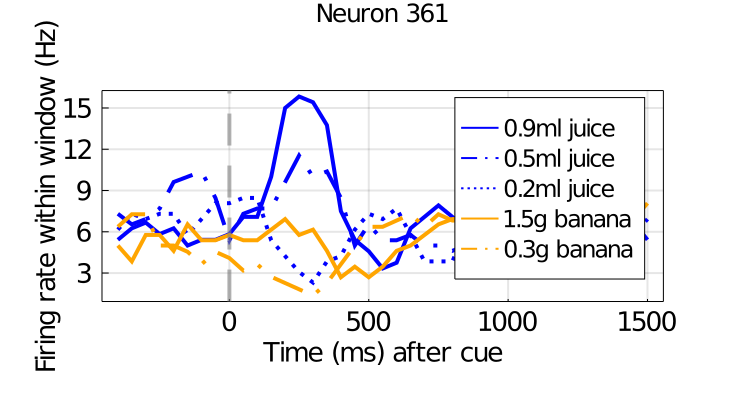 Neuron 361
Firing rate within window (Hz)
15
12
9
6
3
0.9ml juice
0.5ml juice
0.2ml juice
1.5g banana
0.3g banana
0 500 1000 1500
Time (ms) after cue